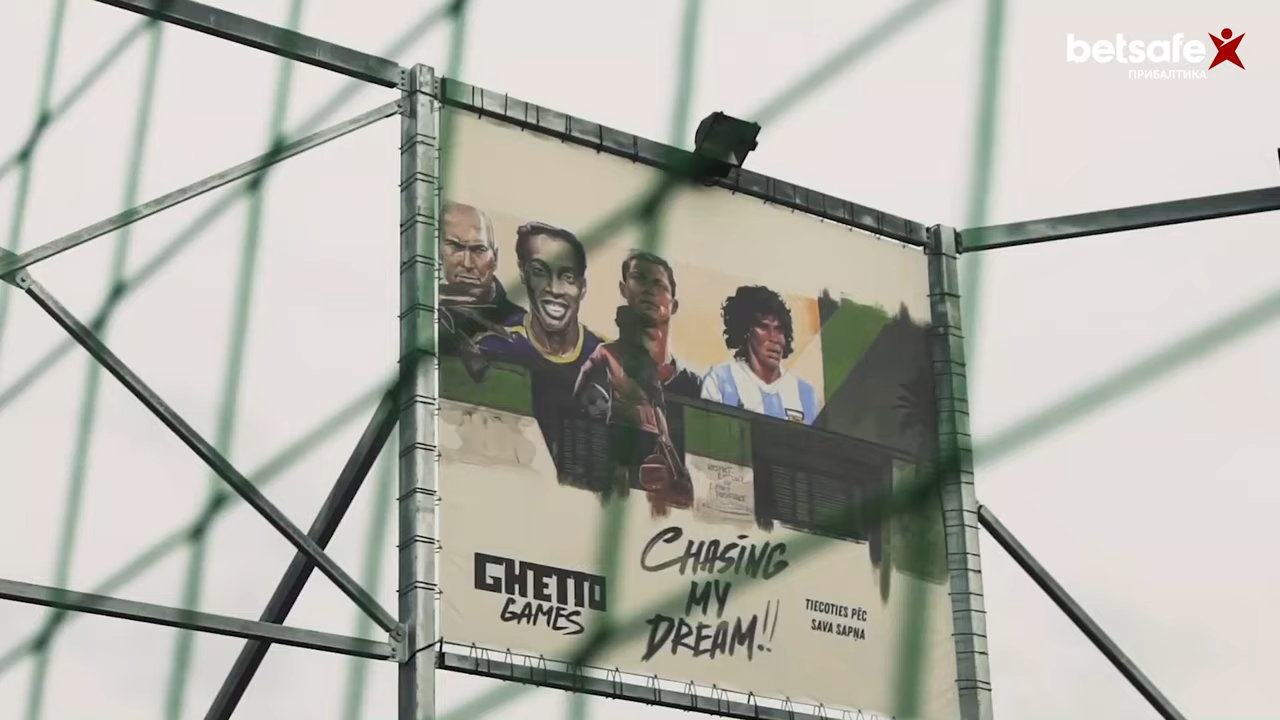 betsafe
ПРИБАЛТИКА
GHETTO
GAMES
CHASING
MY
DREAM!!
TIECOTIES PĒC
SAVA SAPŅA